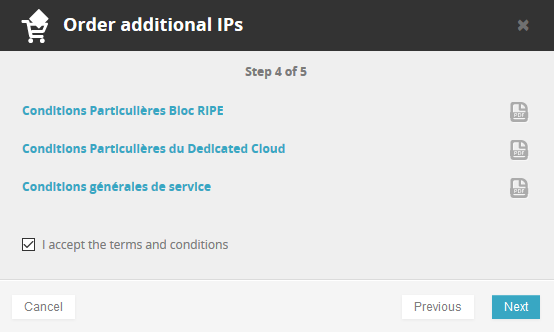 Order additional IPs
Step 4 of 5
Conditions Particulières Bloc RIPE
PDF
Conditions Particulières du Dedicated Cloud
PDF
Conditions générales de service
PDF
I accept the terms and conditions
Cancel
Previous
Next